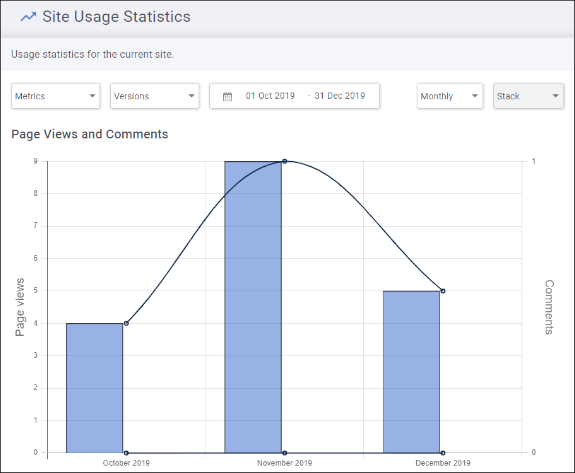 Site Usage Statistics
Usage statistics for the current site.
Metrics Versions 01 Oct 2019 - 31 Dec 2019 Monthly Stack
Page Views and Comments
Page views
9
8
7
6
5
4
3
2
1
0
1
0
Comments
October 2019 November 2019 December 2019